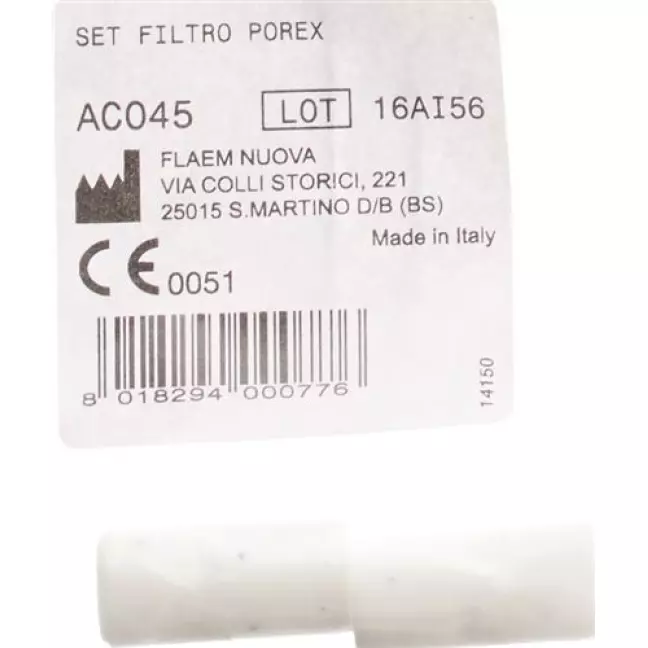 SET FILTRO POREX
AC045 LOT 16AI56
FLAEM NUOVA
VIA COLLI STORICI, 221
25015 S.MARTINO D/B (BS)
Made in Italy
CE 0051
8 018294 000776
14150